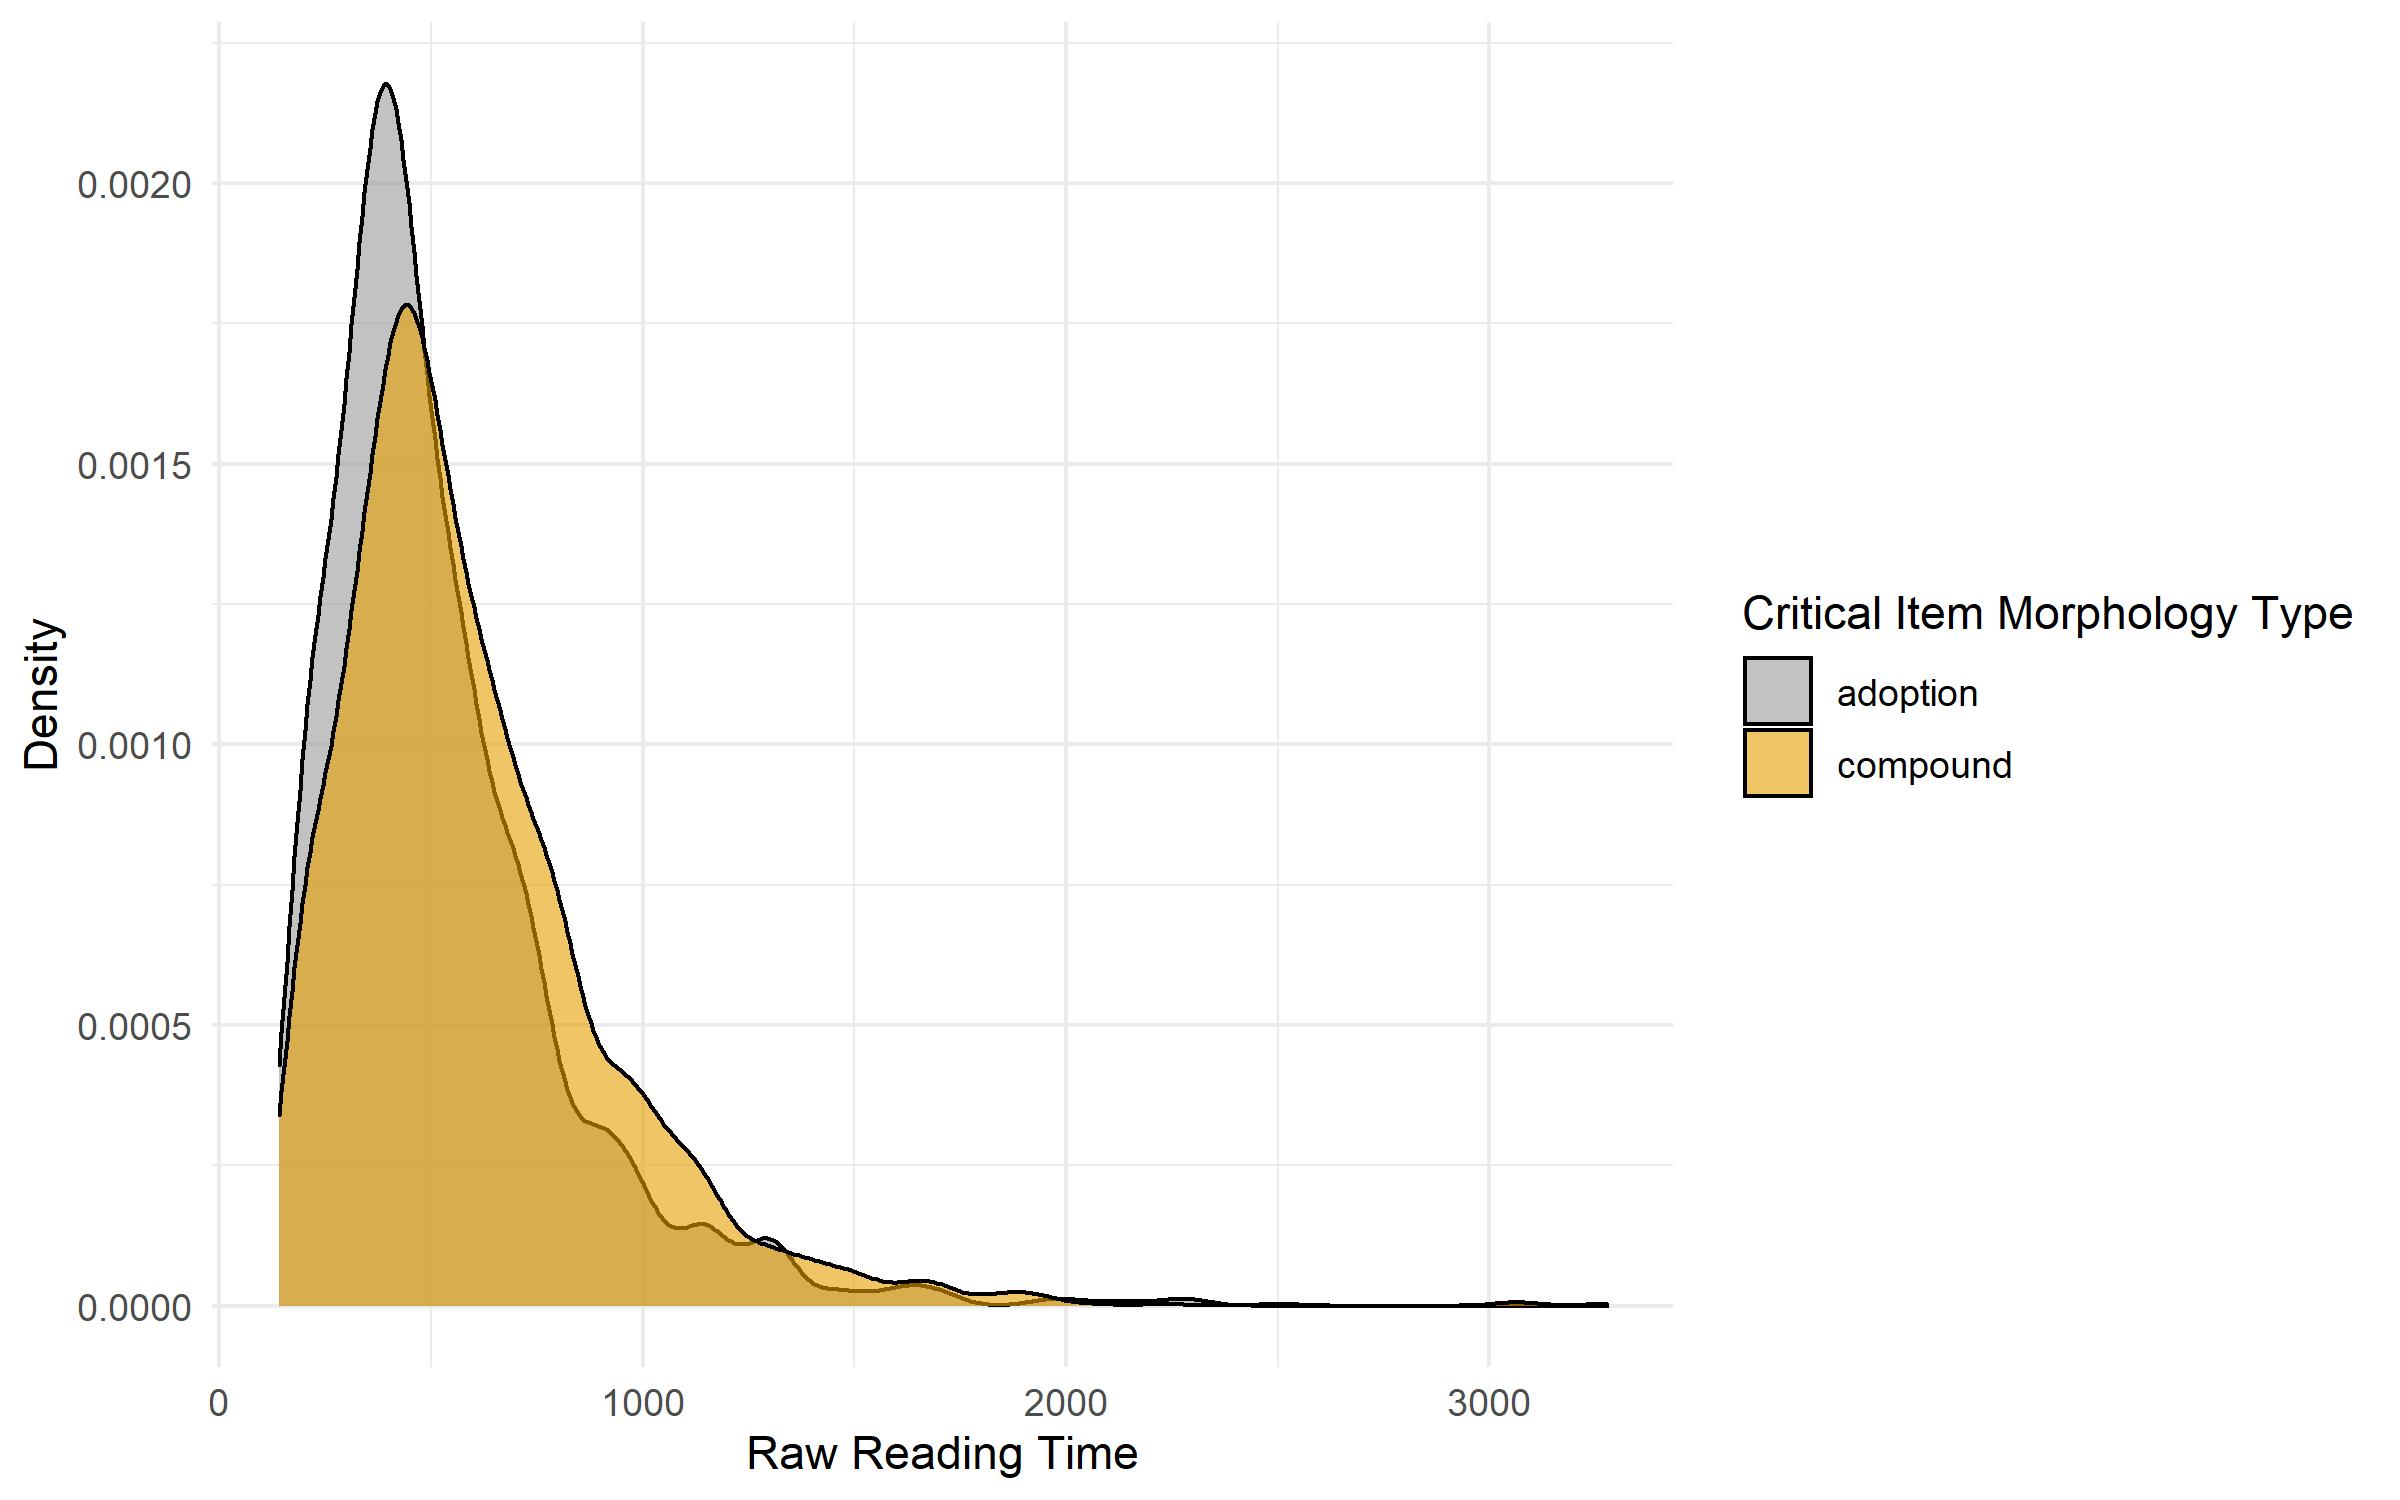 Density
0.0020
0.0015
0.0010
0.0005
0.0000
0 1000 2000 3000
Raw Reading Time
Critical Item Morphology Type
adoption
compound